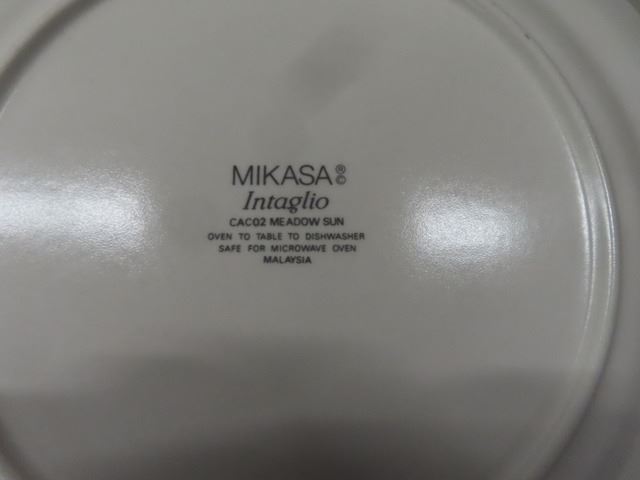 MIKASA®©
Intaglio
CAC02 MEADOW SUN
OVEN TO TABLE TO DISHWASHER
SAFE FOR MICROWAVE OVEN
MALAYSIA